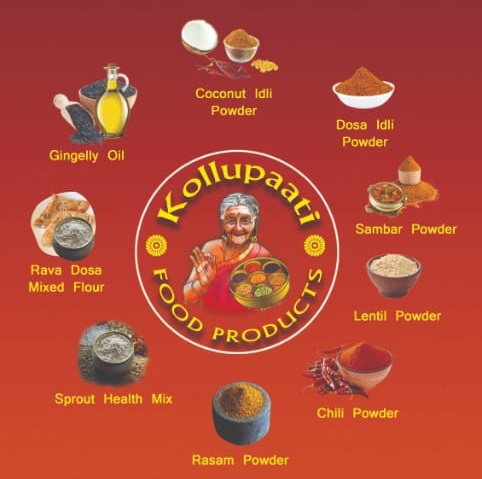 Coconut Idli
Powder
Dosa Idli
Powder
Gingelly Oil
Kollupaati
FOOD PRODUCTS
Sambar Powder
Rava Dosa
Mixed Flour
Lentil Powder
Sprout Health Mix
Chili Powder
Rasam Powder